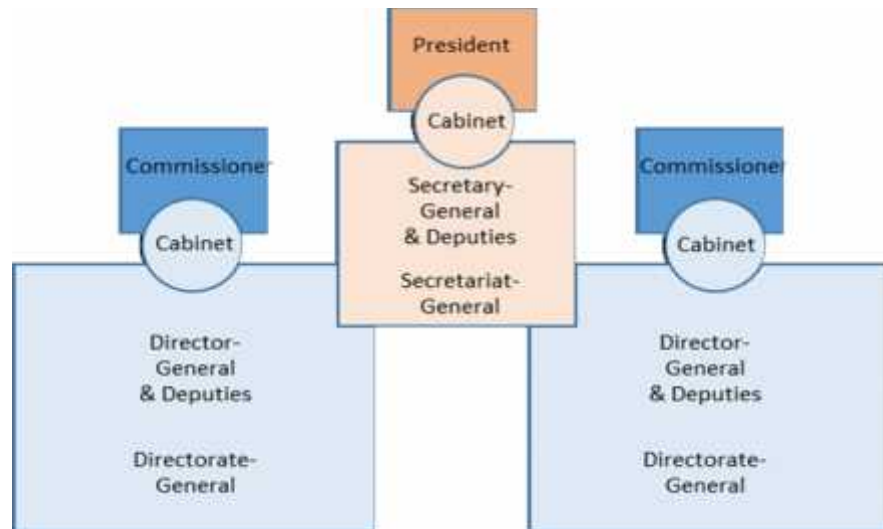 President
Cabinet
Secretary-
General
& Deputies
Secretariat-
General
Commissioner
Cabinet
Director-
General
& Deputies
Directorate-
General
Commissioner
Cabinet
Director-
General
& Deputies
Directorate-
General